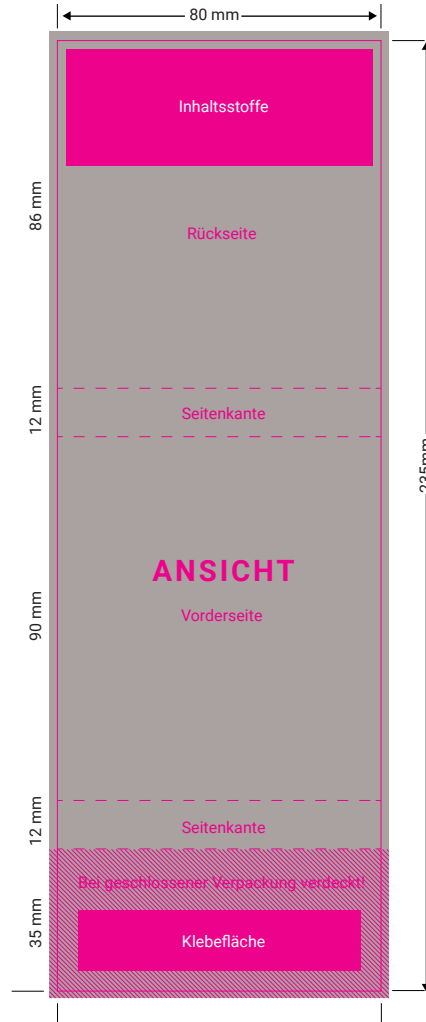 80 mm
Inhaltsstoffe
86 mm
Rückseite
12 mm
Seitenkante
235mm
ANSICHT
90 mm
Vorderseite
12 mm
Seitenkante
Bei geschlossener Verpackung verdeckt!
35 mm
Klebefläche